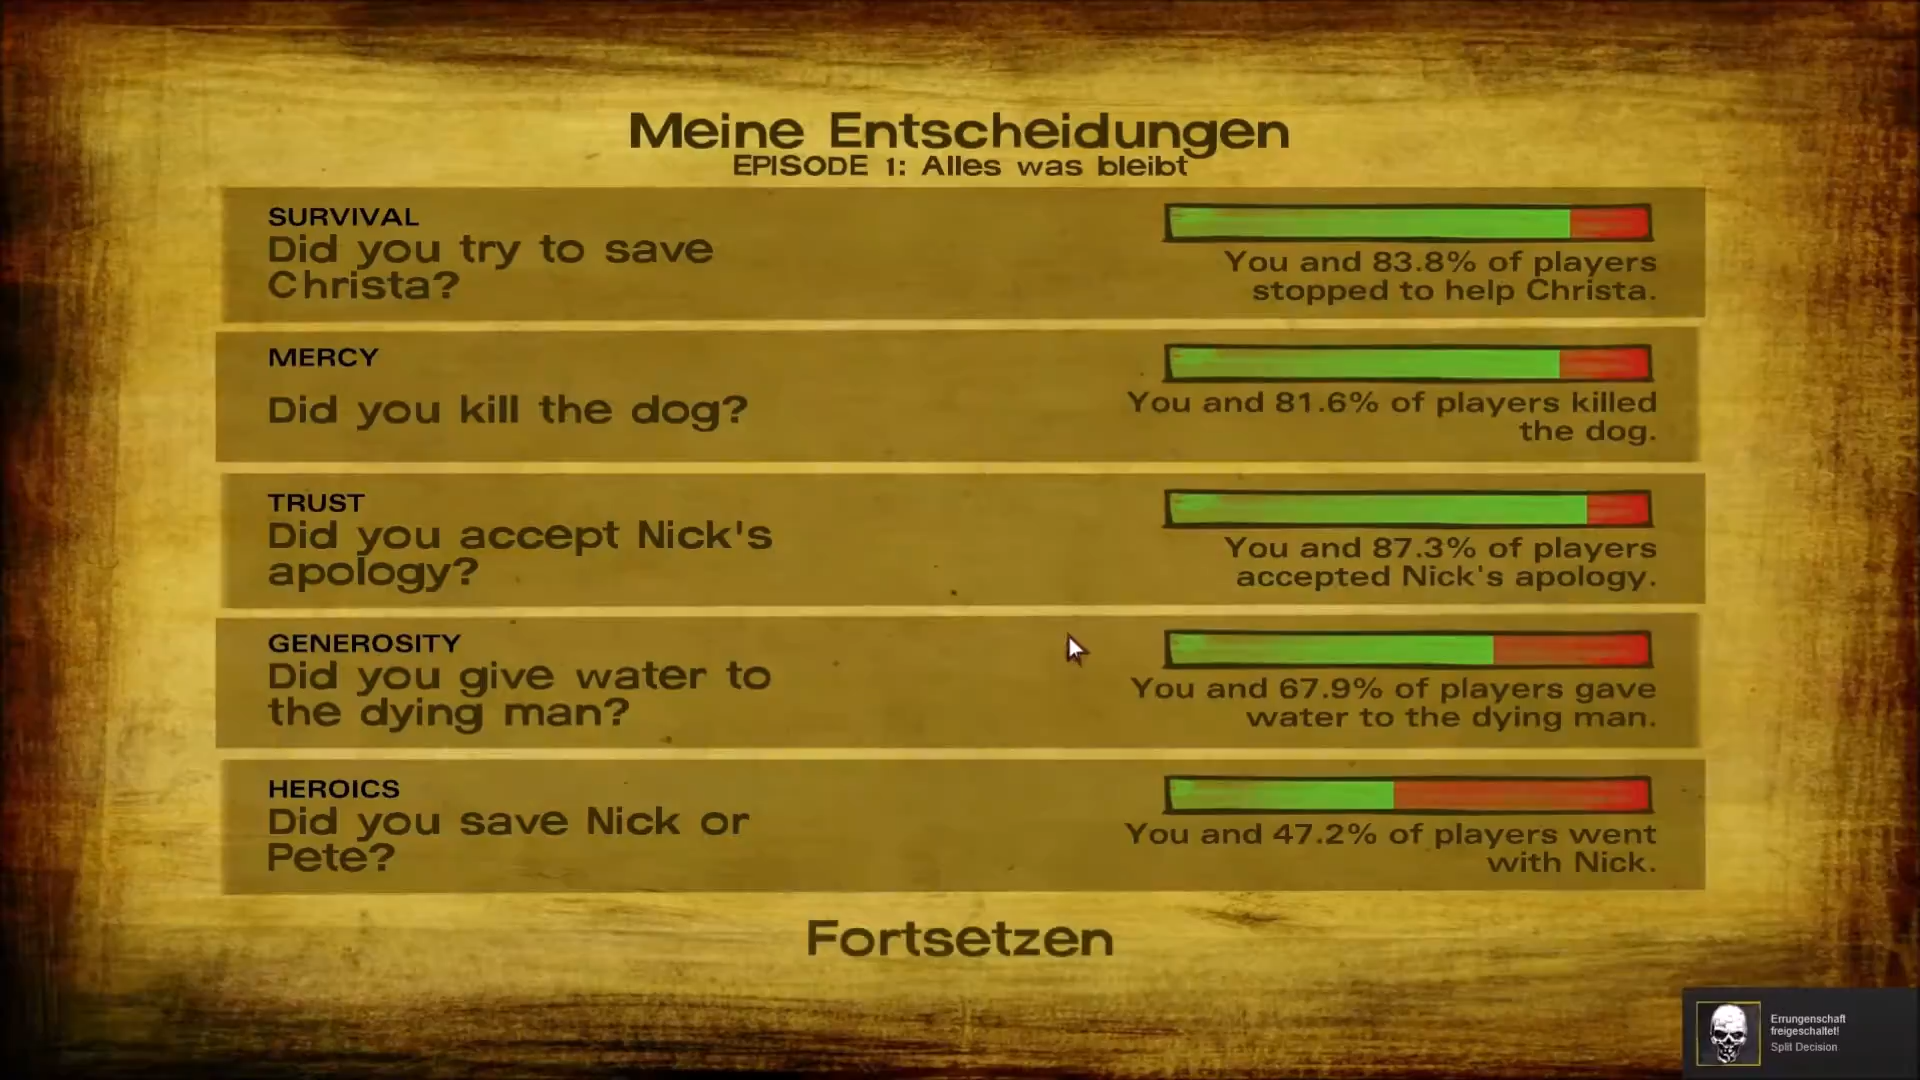 Meine Entscheidungen
EPISODE 1: Alles was bleibt
SURVIVAL
Did you try to save
Christa?
You and 83.8% of players
stopped to help Christa.
MERCY
Did you kill the dog?
You and 81.6% of players killed
the dog.
TRUST
Did you accept Nick's
apology?
You and 87.3% of players
accepted Nick's apology.
GENEROSITY
Did you give water to
the dying man?
You and 67.9% of players gave
water to the dying man.
HEROICS
Did you save Nick or
Pete?
You and 47.2% of players went
with Nick.
Fortsetzen
Errungenschaft
freigeschaltet!
Split Decision